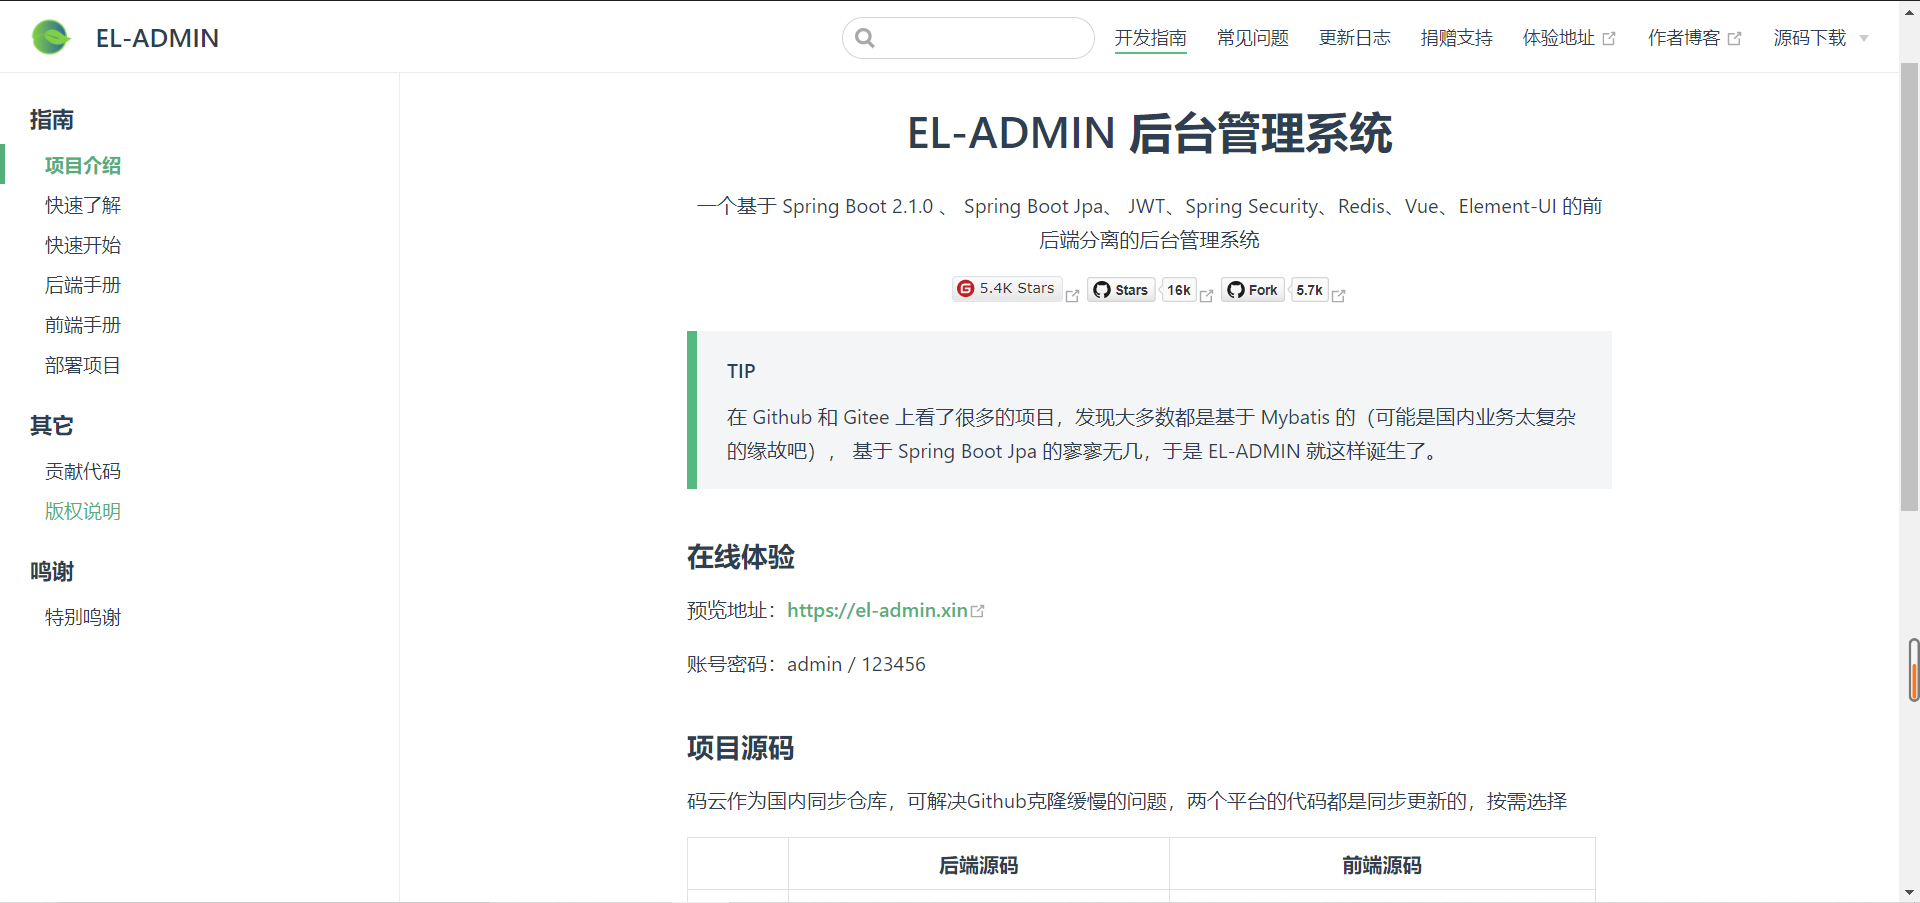 EL-ADMIN
开发指南 常见问题 更新日志 捐赠支持 体验地址 作者博客 源码下载
指南
项目介绍
快速了解
快速开始
后端手册
前端手册
部署项目
其它
贡献代码
版权说明
鸣谢
特别鸣谢
EL-ADMIN 后台管理系统
一个基于 Spring Boot 2.1.0 、 Spring Boot Jpa、 JWT、Spring Security、Redis、Vue、Element-UI 的前
后端分离的后台管理系统
5.4K Stars Stars 16k Fork 5.7k
TIP
在 Github 和 Gitee 上看了很多的项目，发现大多数都是基于 Mybatis 的（可能是国内业务太复杂
的缘故吧）， 基于 Spring Boot Jpa 的寥寥无几，于是 EL-ADMIN 就这样诞生了。
在线体验
预览地址：https://el-admin.xin
账号密码：admin / 123456
项目源码
码云作为国内同步仓库，可解决Github克隆缓慢的问题，两个平台的代码都是同步更新的，按需选择
后端源码 前端源码